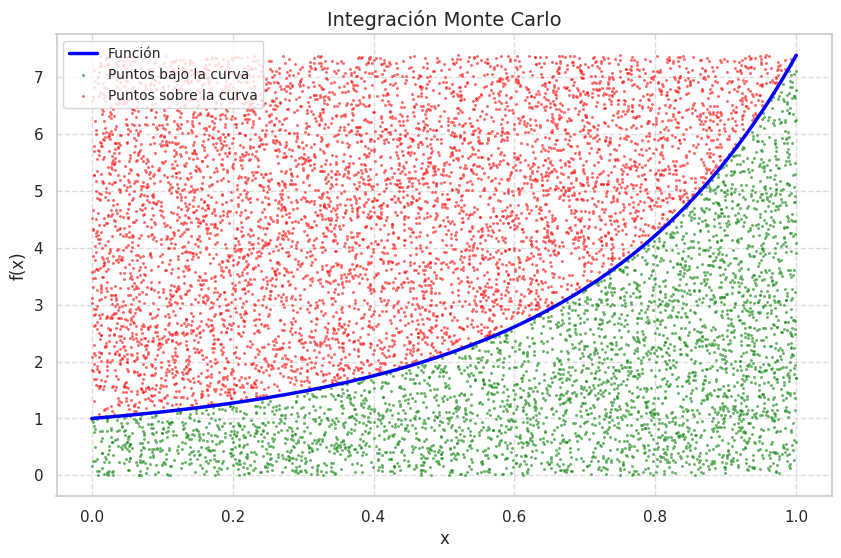 Integración Monte Carlo
Función
Puntos bajo la curva
Puntos sobre la curva
f(x)
7
6
5
4
3
2
1
0
0.0 0.2 0.4 0.6 0.8 1.0
x